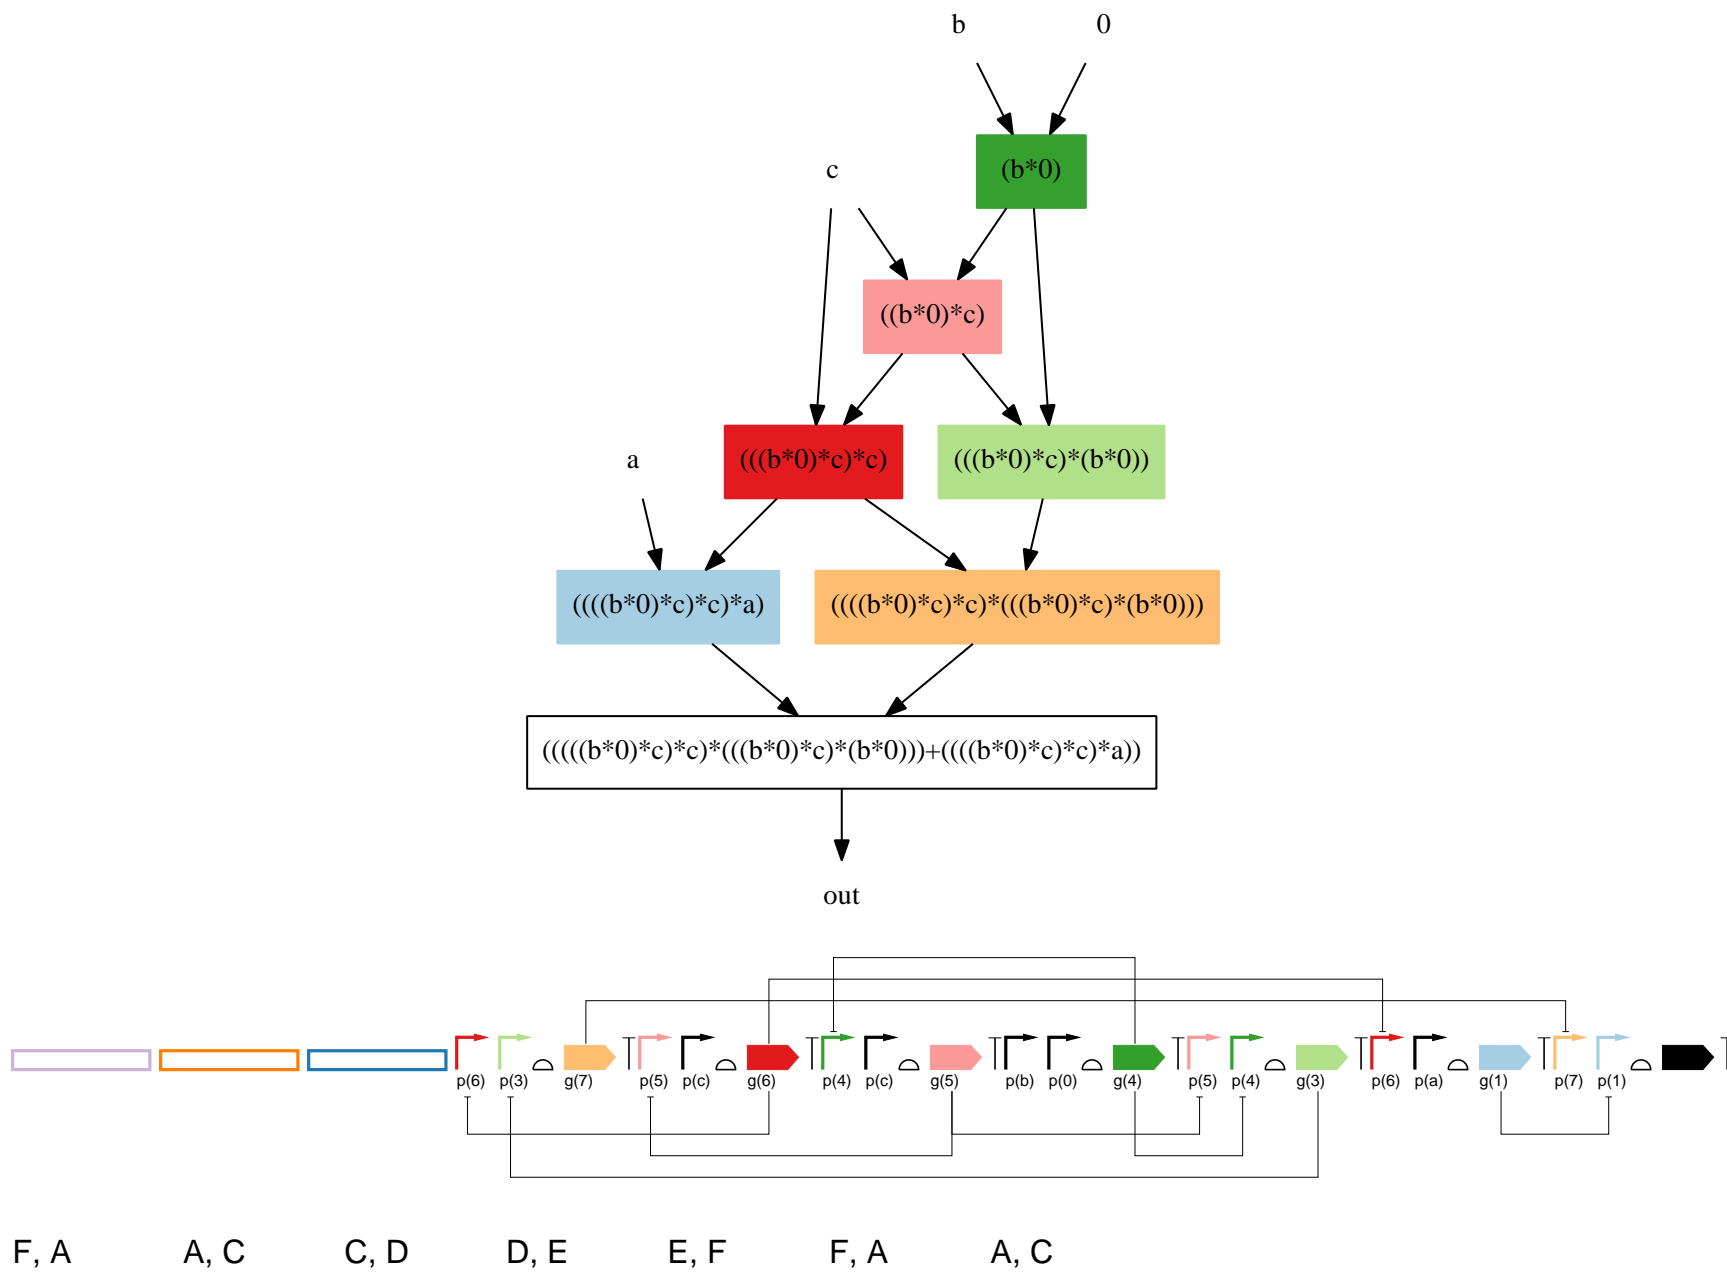 b 0
(b*0)
c
((b*0)*c)
(((b*0)*c)*c) (((b*0)*c)*(b*0))
a
((((b*0)*c)*c)*a) ((((b*0)*c)*c)*(((b*0)*c)*(b*0)))
(((((b*0)*c)*c)*(((b*0)*c)*(b*0)))+((((b*0)*c)*c)*a))
out
p(6) p(3) g(7) p(5) p(c) g(6) p(4) p(c) g(5) p(b) p(0) g(4) p(5) p(4) g(3) p(6) p(a) g(1) p(7) p(1)
F, A A, C C, D D, E E, F F, A A, C